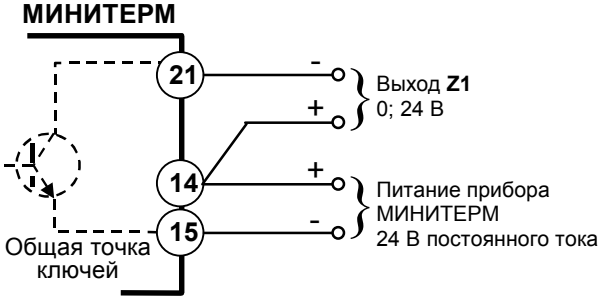 МИНИТЕРМ
21
-
+
Выход Z1
0; 24 В
14
+
15
-
Питание прибора
МИНИТЕРМ
24 В постоянного тока
Общая точка
ключей